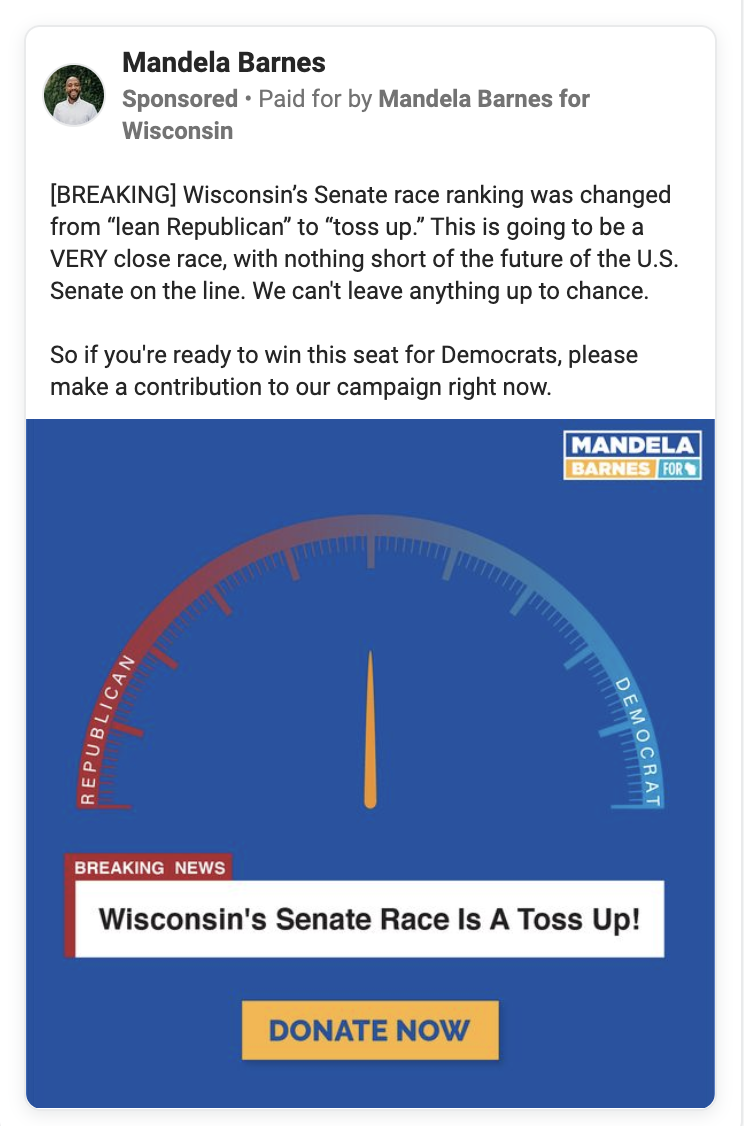 Mandela Barnes
Sponsored • Paid for by Mandela Barnes for
Wisconsin
[BREAKING] Wisconsin’s Senate race ranking was changed
from “lean Republican” to “toss up.” This is going to be a
VERY close race, with nothing short of the future of the U.S.
Senate on the line. We can't leave anything up to chance.
So if you're ready to win this seat for Democrats, please
make a contribution to our campaign right now.
MANDELA
BARNES FOR
REPUBLICAN
DEMOCRAT
BREAKING NEWS
Wisconsin's Senate Race Is A Toss Up!
DONATE NOW